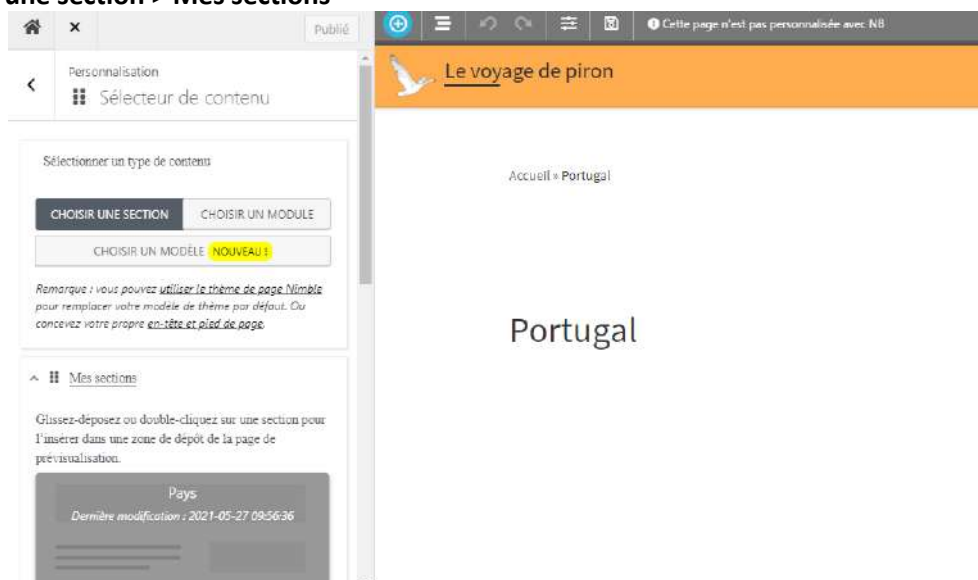 une section > Mes sections
Publié
Personnalisation
Sélecteur de contenu
Sélectionner un type de contenu
CHOISIR UNE SECTION
CHOISIR UN MODULE
CHOISIR UN MODÈLE NOUVEAU !
Remarque : vous pouvez utiliser le thème de page Nimble
pour remplacer votre modèle de thème par défaut. Ou
concevez votre propre en-tête et pied de page.
Mes sections
Glissez-déposez ou double-cliquez sur une section pour
l'insérer dans une zone de dépôt de la page de
prévisualisation.
Pays
Dernière modification : 2021-05-27 09:56:36
Cette page n'est pas personnalisée avec NB
Le voyage de piron
Accueil » Portugal
Portugal